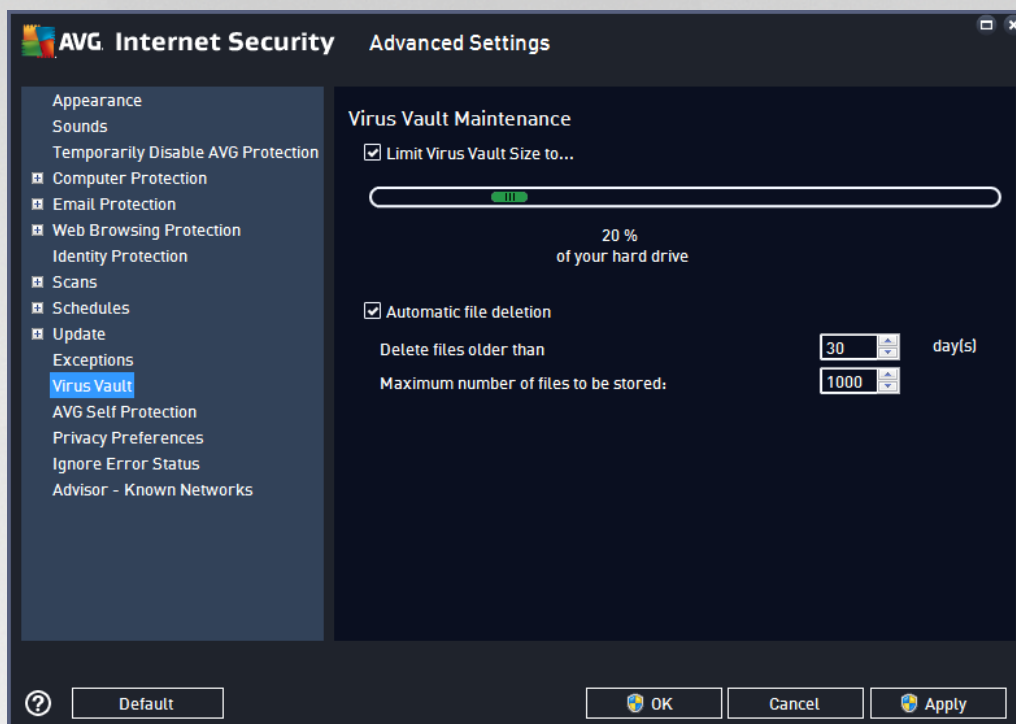 AVG. Internet Security Advanced Settings
Appearance
Sounds
Temporarily Disable AVG Protection
Computer Protection
Email Protection
Web Browsing Protection
Identity Protection
Scans
Schedules
Update
Exceptions
Virus Vault
AVG Self Protection
Privacy Preferences
Ignore Error Status
Advisor - Known Networks
Virus Vault Maintenance
Limit Virus Vault Size to...
20 %
of your hard drive
Automatic file deletion
Delete files older than 30 day(s)
Maximum number of files to be stored: 1000
? Default OK Cancel Apply